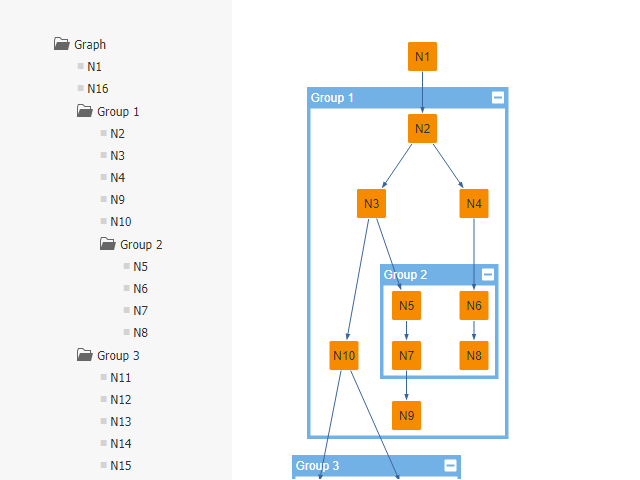 Graph
N1
N16
Group 1
N2
N3
N4
N9
N10
Group 2
N5
N6
N7
N8
Group 3
N11
N12
N13
N14
N15
N1
Group 1
N2
N3
N4
Group 2
N5
N6
N10
N7
N8
N9
Group 3